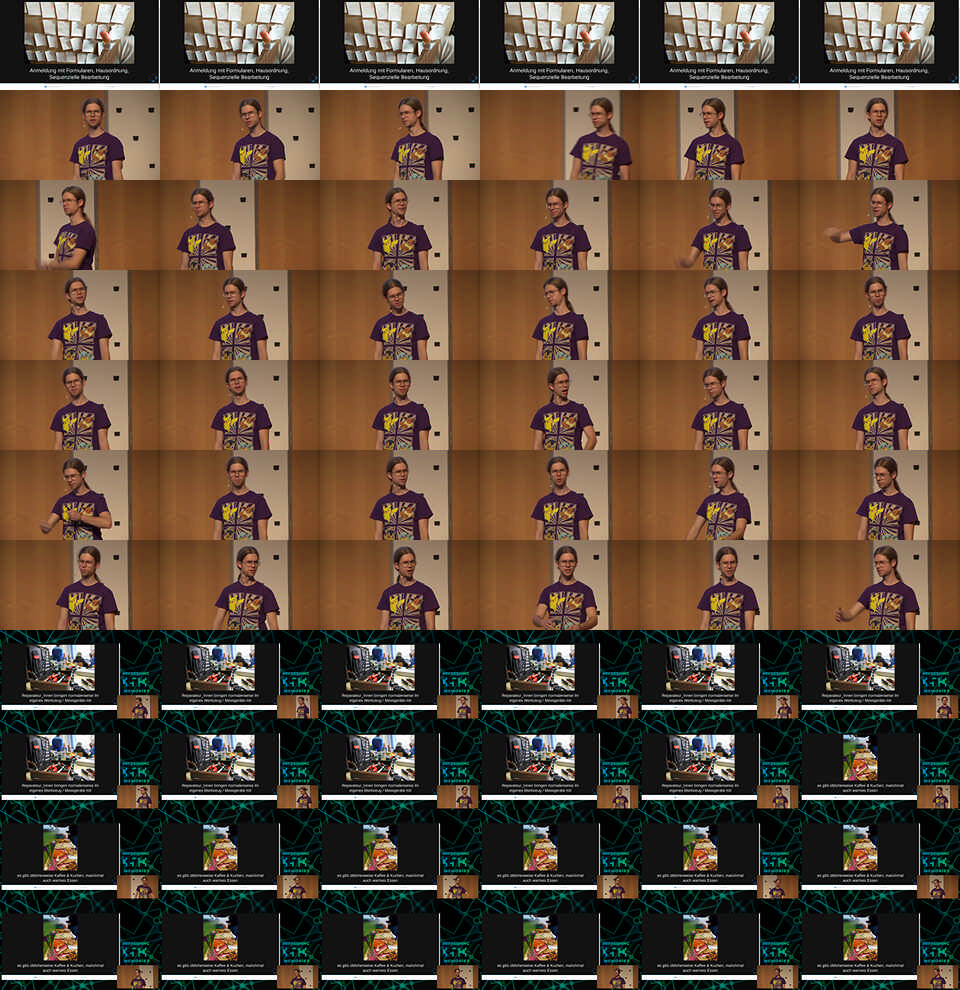 Anmeldung mit Formularen, Hausordnung,
Sequenzielle Bearbeitung
Reparateur_innen bringen normalerweise ihr
eigenes Werkzeug / Messgeräte mit
MEMORIES
es gibt üblicherweise Kaffee & Kuchen, manchmal
auch warmes Essen